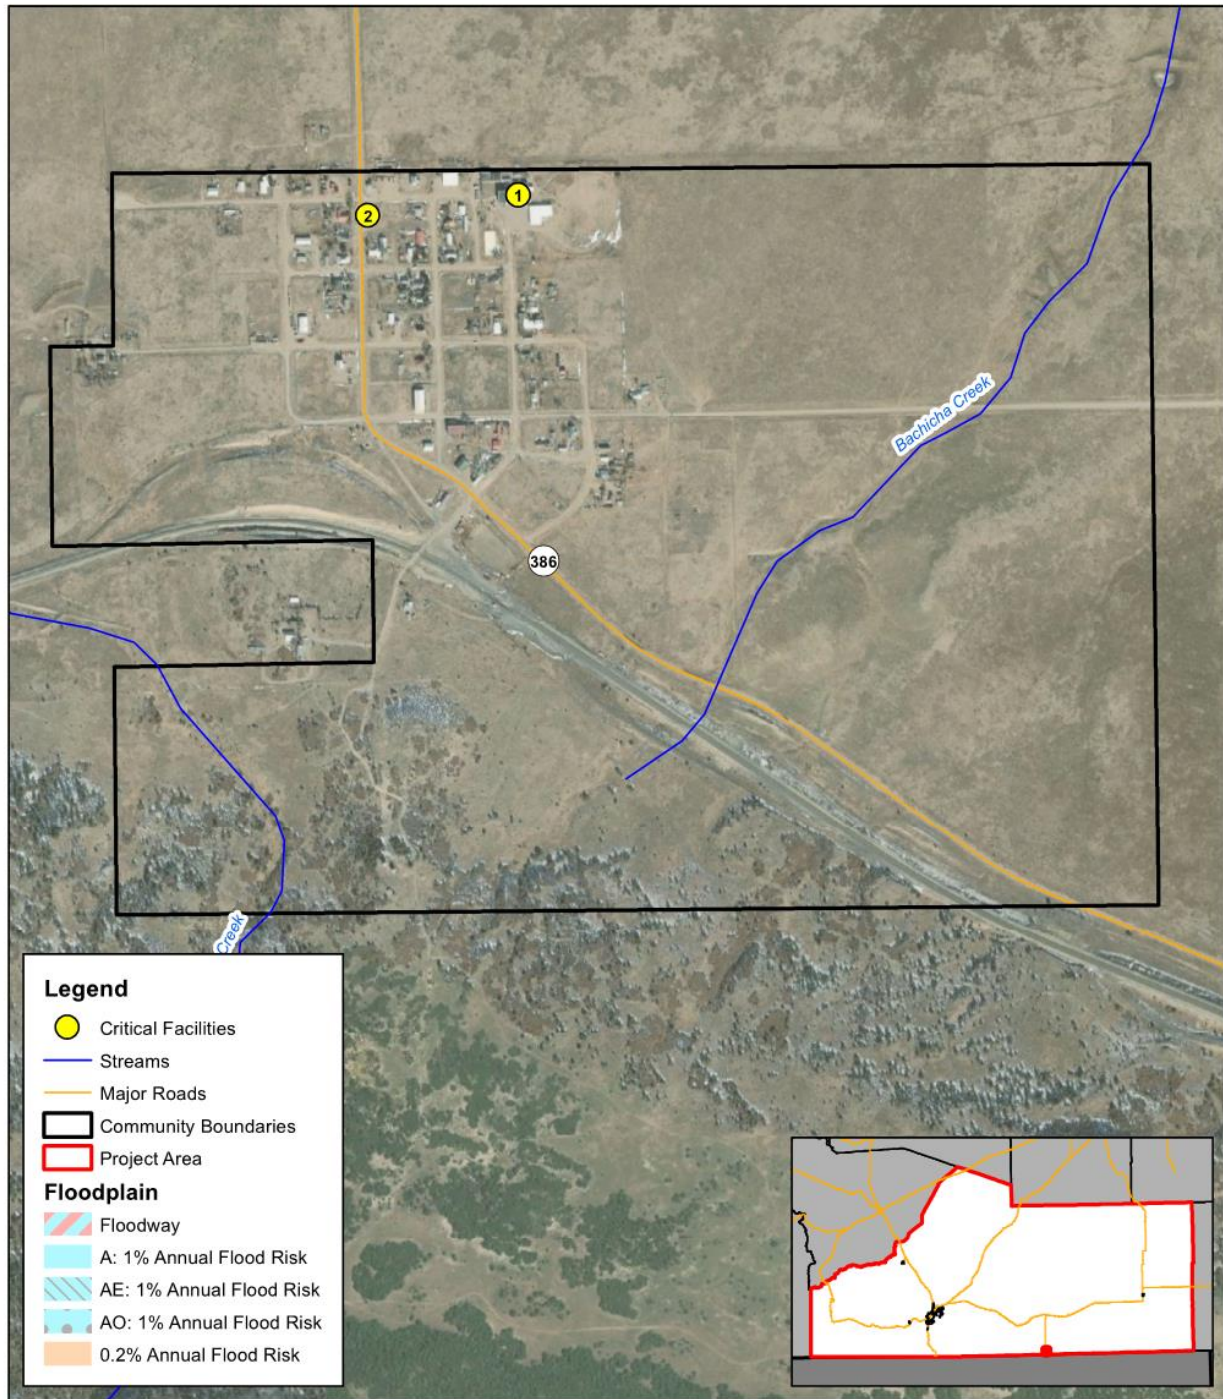 1
2
Bachicha Creek
386
Creek
Legend
Critical Facilities
Streams
Major Roads
Community Boundaries
Project Area
Floodplain
Floodway
A: 1% Annual Flood Risk
AE: 1% Annual Flood Risk
AO: 1% Annual Flood Risk
0.2% Annual Flood Risk